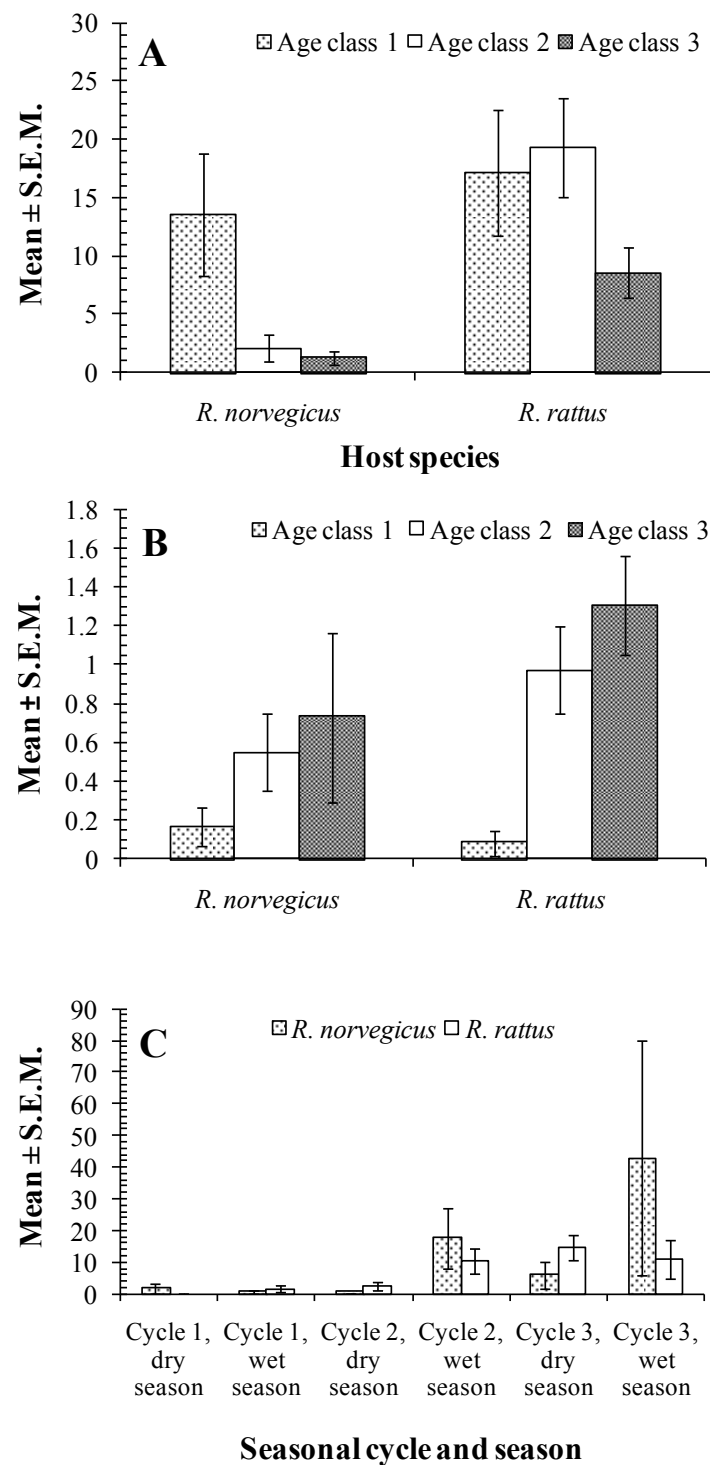 A
Age class 1 Age class 2 Age class 3
30
25
20
15
10
5
0
Mean ± S.E.M.
R. norvegicus R. rattus
Host species
B
Age class 1 Age class 2 Age class 3
1.8
1.6
1.4
1.2
1
0.8
0.6
0.4
0.2
0
Mean ± S.E.M.
R. norvegicus R. rattus
C
R. norvegicus R. rattus
90
80
70
60
50
40
30
20
10
0
Mean ± S.E.M.
Cycle 1, Cycle 1, Cycle 2, Cycle 2, Cycle 3, Cycle 3,
dry wet dry wet dry wet
season season season season season season
Seasonal cycle and season